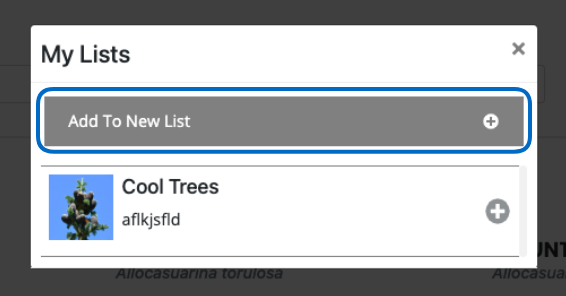 My Lists
Add To New List
Cool Trees
aflkjsfld
Allocasuarina torulosa